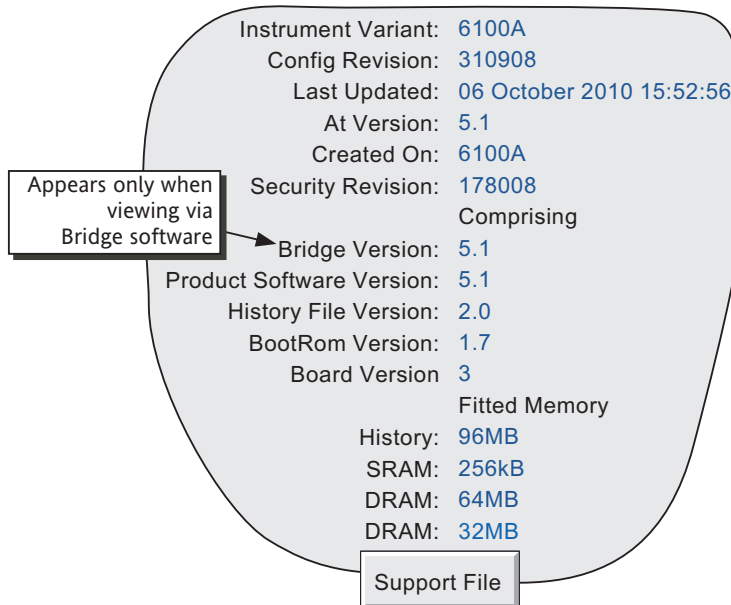 Instrument Variant: 6100A
Config Revision: 310908
Last Updated: 06 October 2010 15:52:56
At Version: 5.1
Created On: 6100A
Security Revision: 178008
Comprising
Appears only when
viewing via
Bridge software
Bridge Version: 5.1
Product Software Version: 5.1
History File Version: 2.0
BootRom Version: 1.7
Board Version 3
Fitted Memory
History: 96MB
SRAM: 256kB
DRAM: 64MB
DRAM: 32MB
Support File